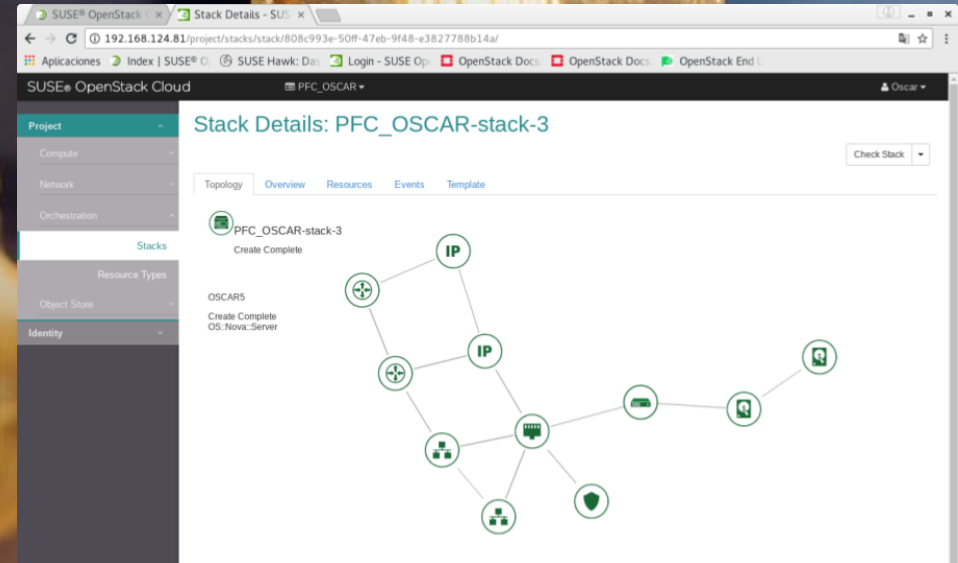 SUSE® OpenStack C
Stack Details - SUS
192.168.124.81/project/stacks/stack/808c993e-50ff-47eb-9f48-e3827788b14a/
Aplicaciones Index | SUSE® O SUSE Hawk: Das Login - SUSE Ope OpenStack Docs: OpenStack Docs: OpenStack End U
SUSE® OpenStack Cloud PFC_OSCAR Oscar
Project
Compute
Network
Orchestration
Stacks
Resource Types
Object Store
Identity
Stack Details: PFC_OSCAR-stack-3
Check Stack
Topology Overview Resources Events Template
PFC_OSCAR-stack-3
Create Complete
OSCAR5
Create Complete
OS::Nova::Server
IP
IP